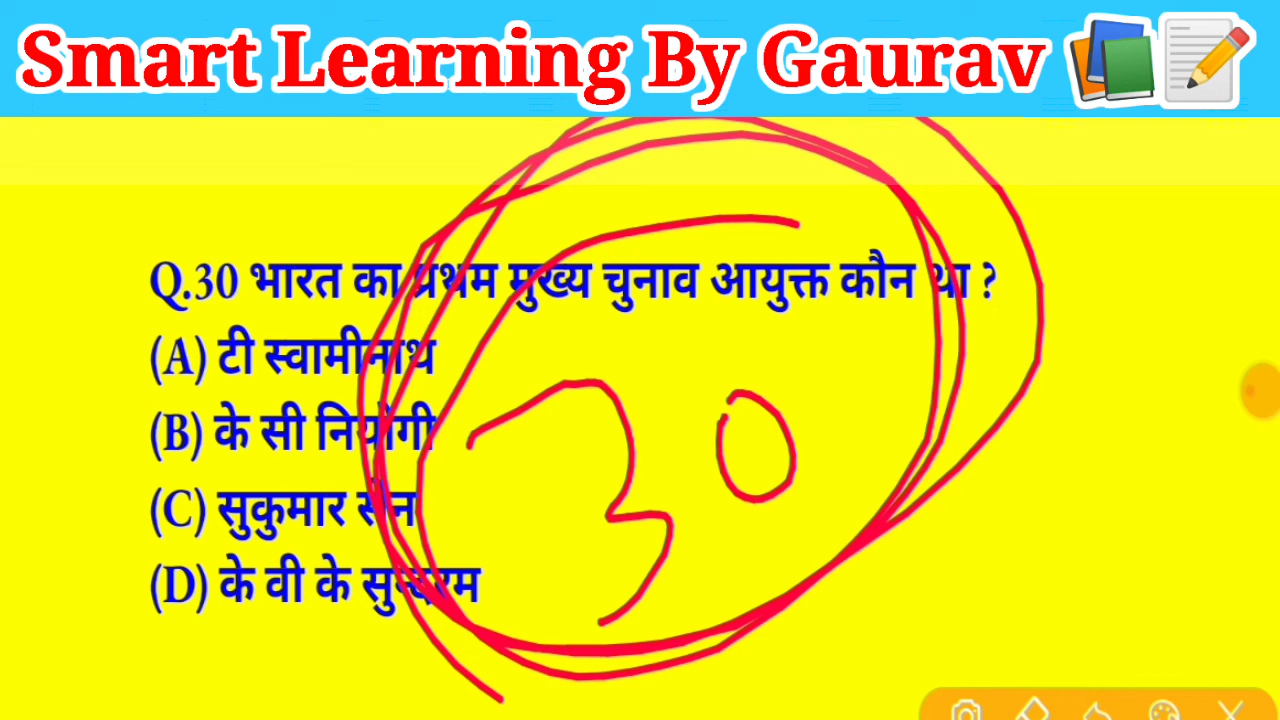 Smart Learning By Gaurav
Q.30 भारत का प्रथम मुख्य चुनाव आयुक्त कौन था ?
(A) टी स्वामीनाथ
(B) के सी नियोगी
(C) सुकुमार सेन
(D) के वी के सुन्दरम
30